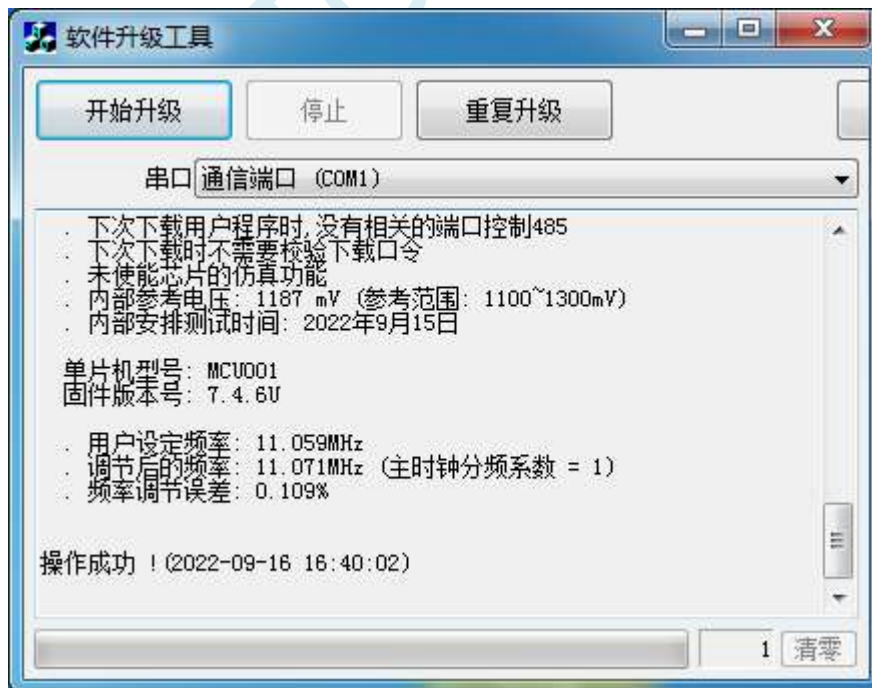 软件升级工具
开始升级 停止 重复升级
串口 通信端口 (COM1)
. 下次下载用户程序时,没有相关的端口控制485
. 下次下载时不需要校验下载口令
. 未使能芯片的仿真功能
. 内部参考电压: 1187 mV (参考范围: 1100~1300mV)
. 内部安排测试时间: 2022年9月15日
单片机型号: MCU001
固件版本号: 7.4.6U
. 用户设定频率: 11.059MHz
. 调节后的频率: 11.071MHz (主时钟分频系数 = 1)
. 频率调节误差: 0.109%
操作成功 !(2022-09-16 16:40:02)
1 清零